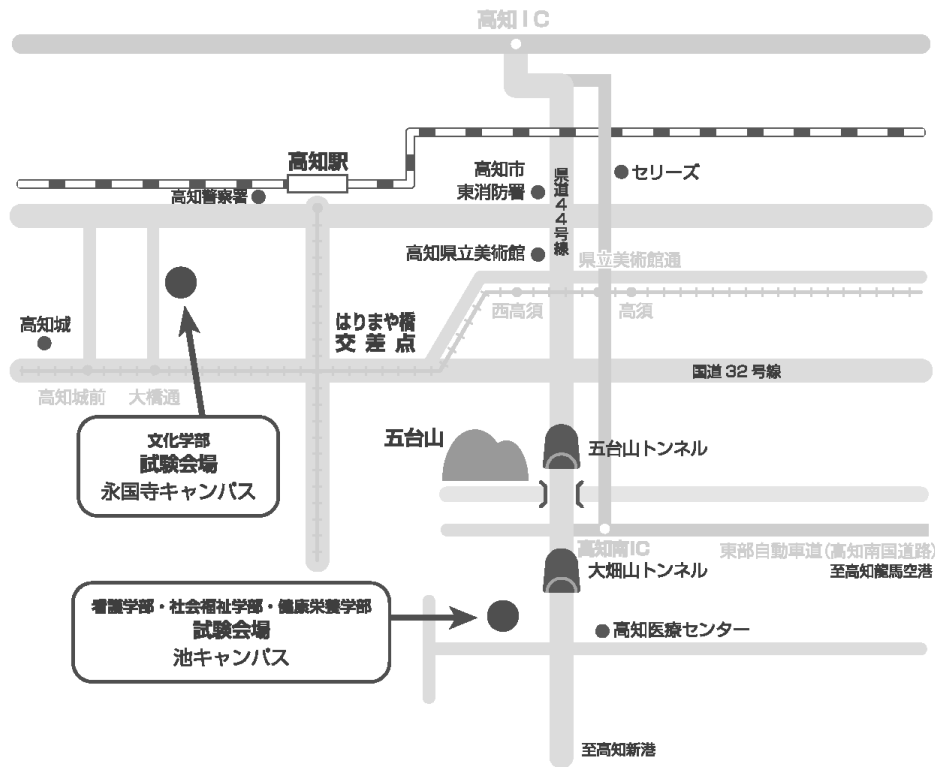 高知IC
高知駅
高知警察署
高知市
東消防署
県道44号線
セリーズ
高知県立美術館
県立美術館通
西高須
高須
はりまや橋
交差点
高知城
国道32号線
高知城前
大橋通
文化学部
試験会場
永国寺キャンパス
五台山
五台山トンネル
高知南IC
東部自動車道(高知南国道路)
至高知龍馬空港
大畑山トンネル
看護学部・社会福祉学部・健康栄養学部
試験会場
池キャンパス
高知医療センター
至高知新港